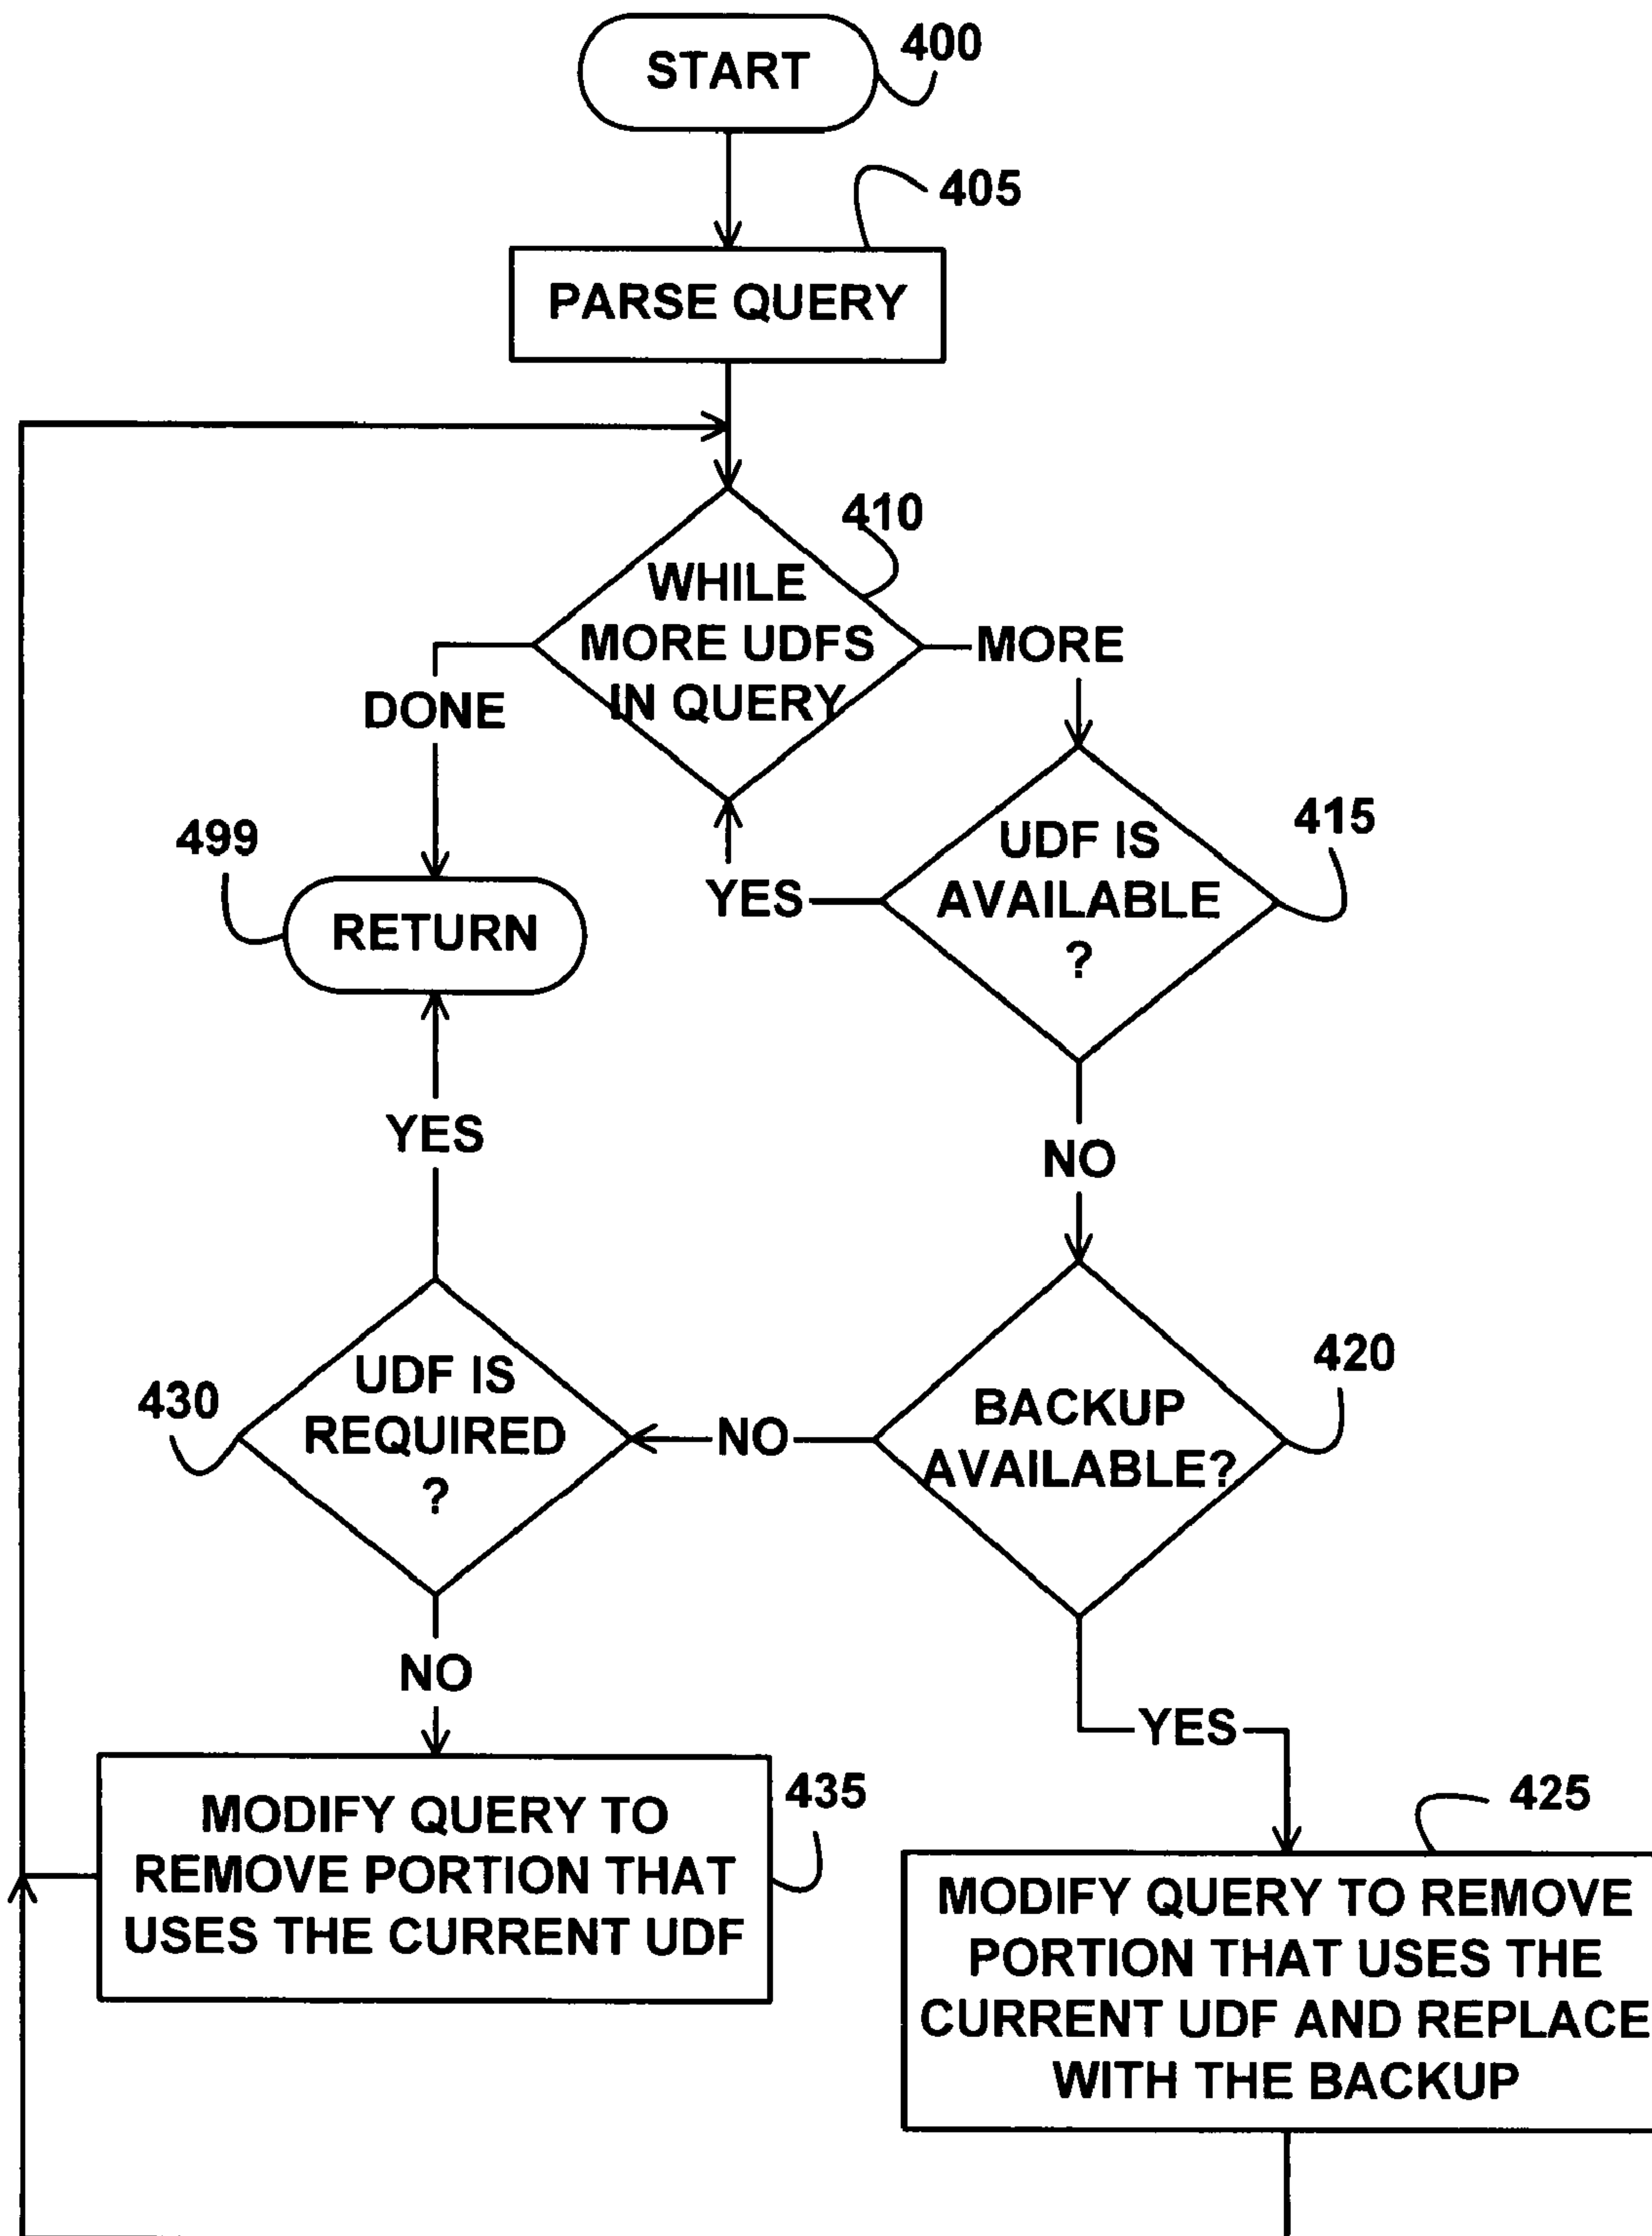 START
400
405
PARSE QUERY
410
WHILE
MORE UDFS
IN QUERY
MORE
DONE
415
UDF IS
AVAILABLE
?
YES
499
RETURN
YES
NO
420
BACKUP
AVAILABLE?
NO
430
UDF IS
REQUIRED
?
NO
YES
435
MODIFY QUERY TO
REMOVE PORTION THAT
USES THE CURRENT UDF
425
MODIFY QUERY TO REMOVE
PORTION THAT USES THE
CURRENT UDF AND REPLACE
WITH THE BACKUP